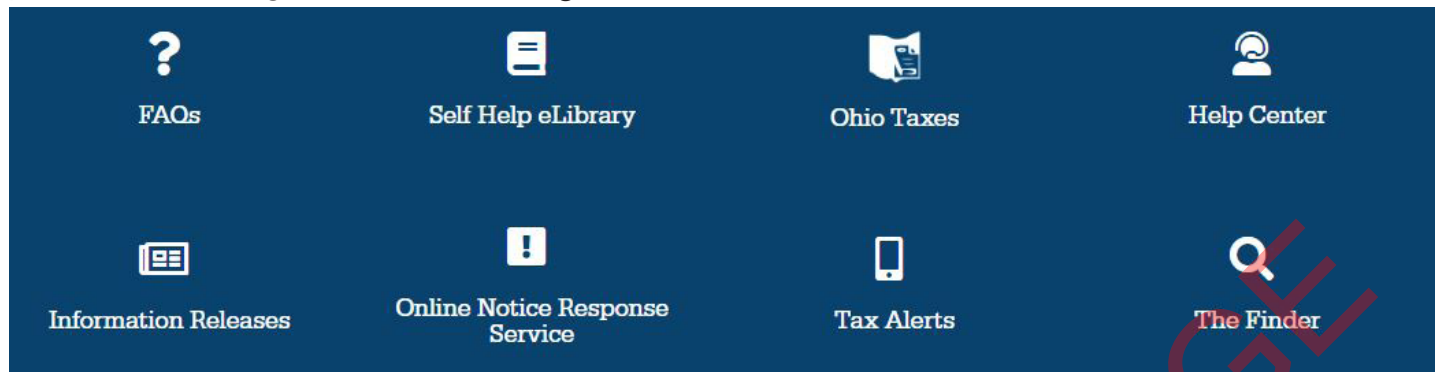 FAQs
Self Help eLibrary
Ohio Taxes
Help Center
Information Releases
Online Notice Response
Service
Tax Alerts
The Finder